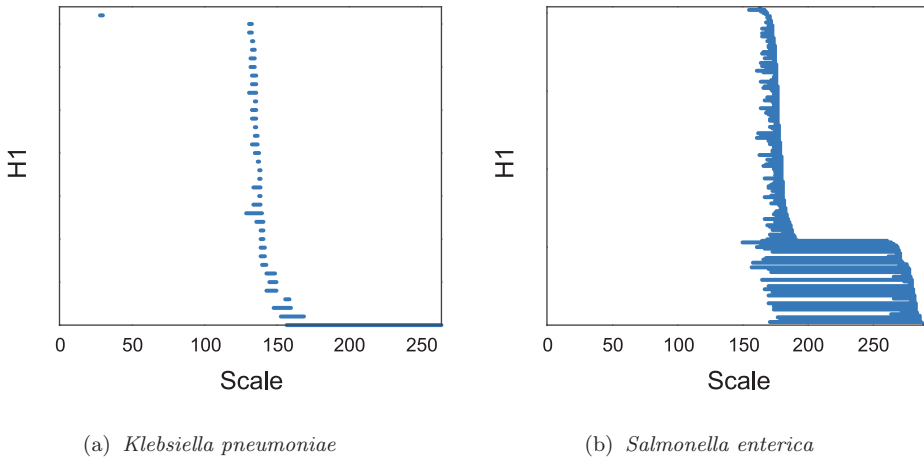 H1
0 50 100 150 200 250
Scale
(a) Klebsiella pneumoniae
H1
0 50 100 150 200 250
Scale
(b) Salmonella enterica